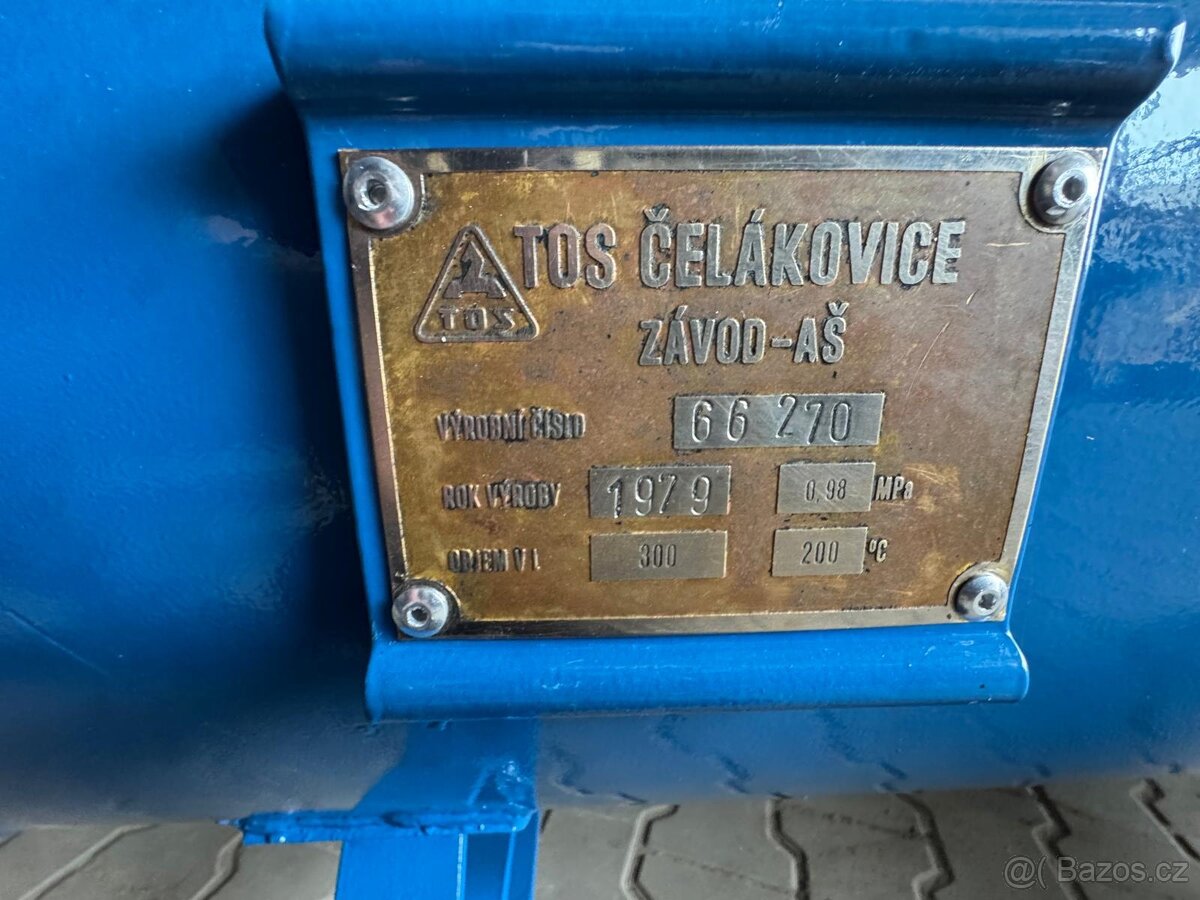 TOS ČELÁKOVICE
TOS
ZÁVOD-AŠ
VÝROBNÍ ČÍSLO 66 270
ROK VÝROBY 1979 0,98 MPa
OBJEM V L 300 200 °C
@( Bazos.cz